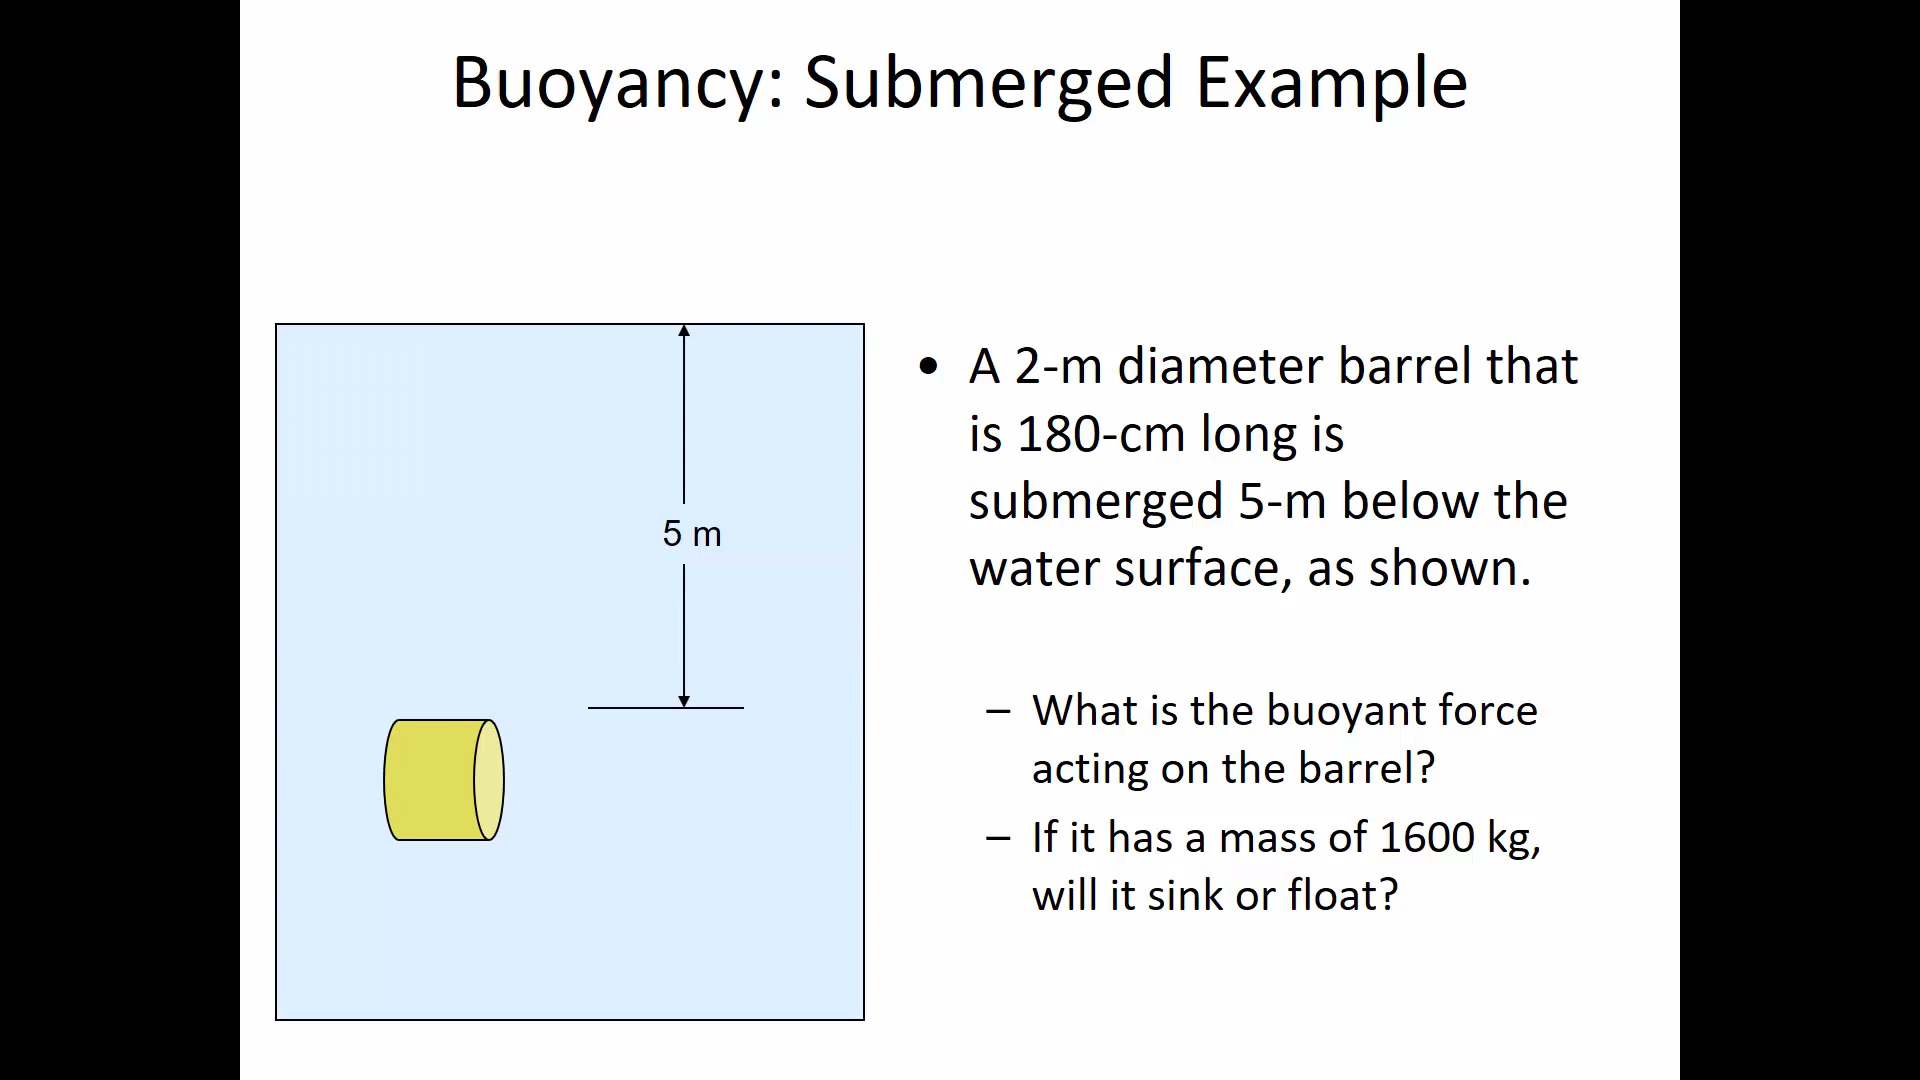 Buoyancy: Submerged Example
5 m
• A 2-m diameter barrel that
is 180-cm long is
submerged 5-m below the
water surface, as shown.
– What is the buoyant force
acting on the barrel?
– If it has a mass of 1600 kg,
will it sink or float?